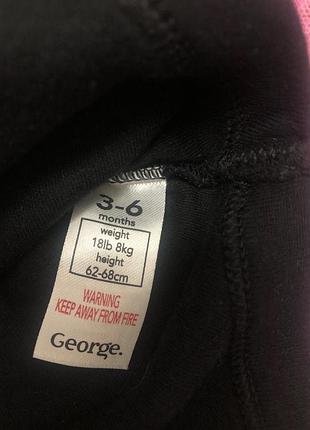 3-6
months
weight
18lb 8kg
height
62-68cm
WARNING
KEEP AWAY FROM FIRE
George.